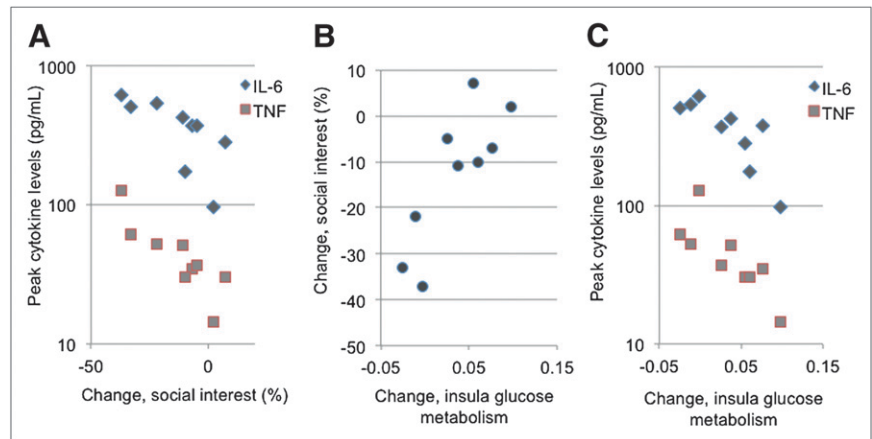 A
Peak cytokine levels (pg/mL)
1000
100
10
-50
0
IL-6
TNF
Change, social interest (%)
B
Change, social interest (%)
10
0
-10
-20
-30
-40
-50
-0.05
0.05
0.15
Change, insula glucose
metabolism
C
Peak cytokine levels (pg/mL)
1000
100
10
-0.05
0.05
0.15
IL-6
TNF
Change, insula glucose
metabolism